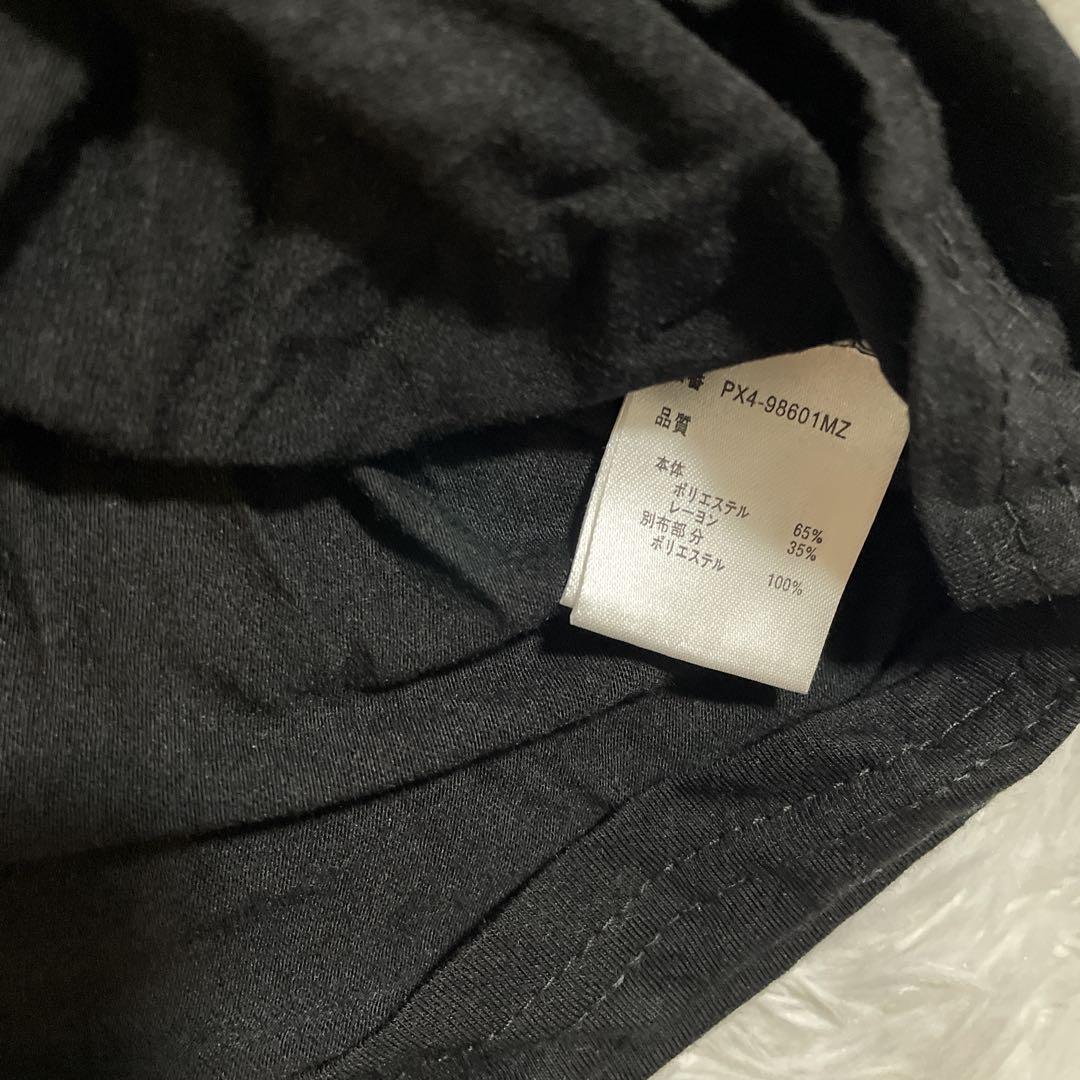 番 PX4-98601MZ
品質
本体
ポリエステル 65%
レーヨン 35%
別布部分
ポリエステル 100%